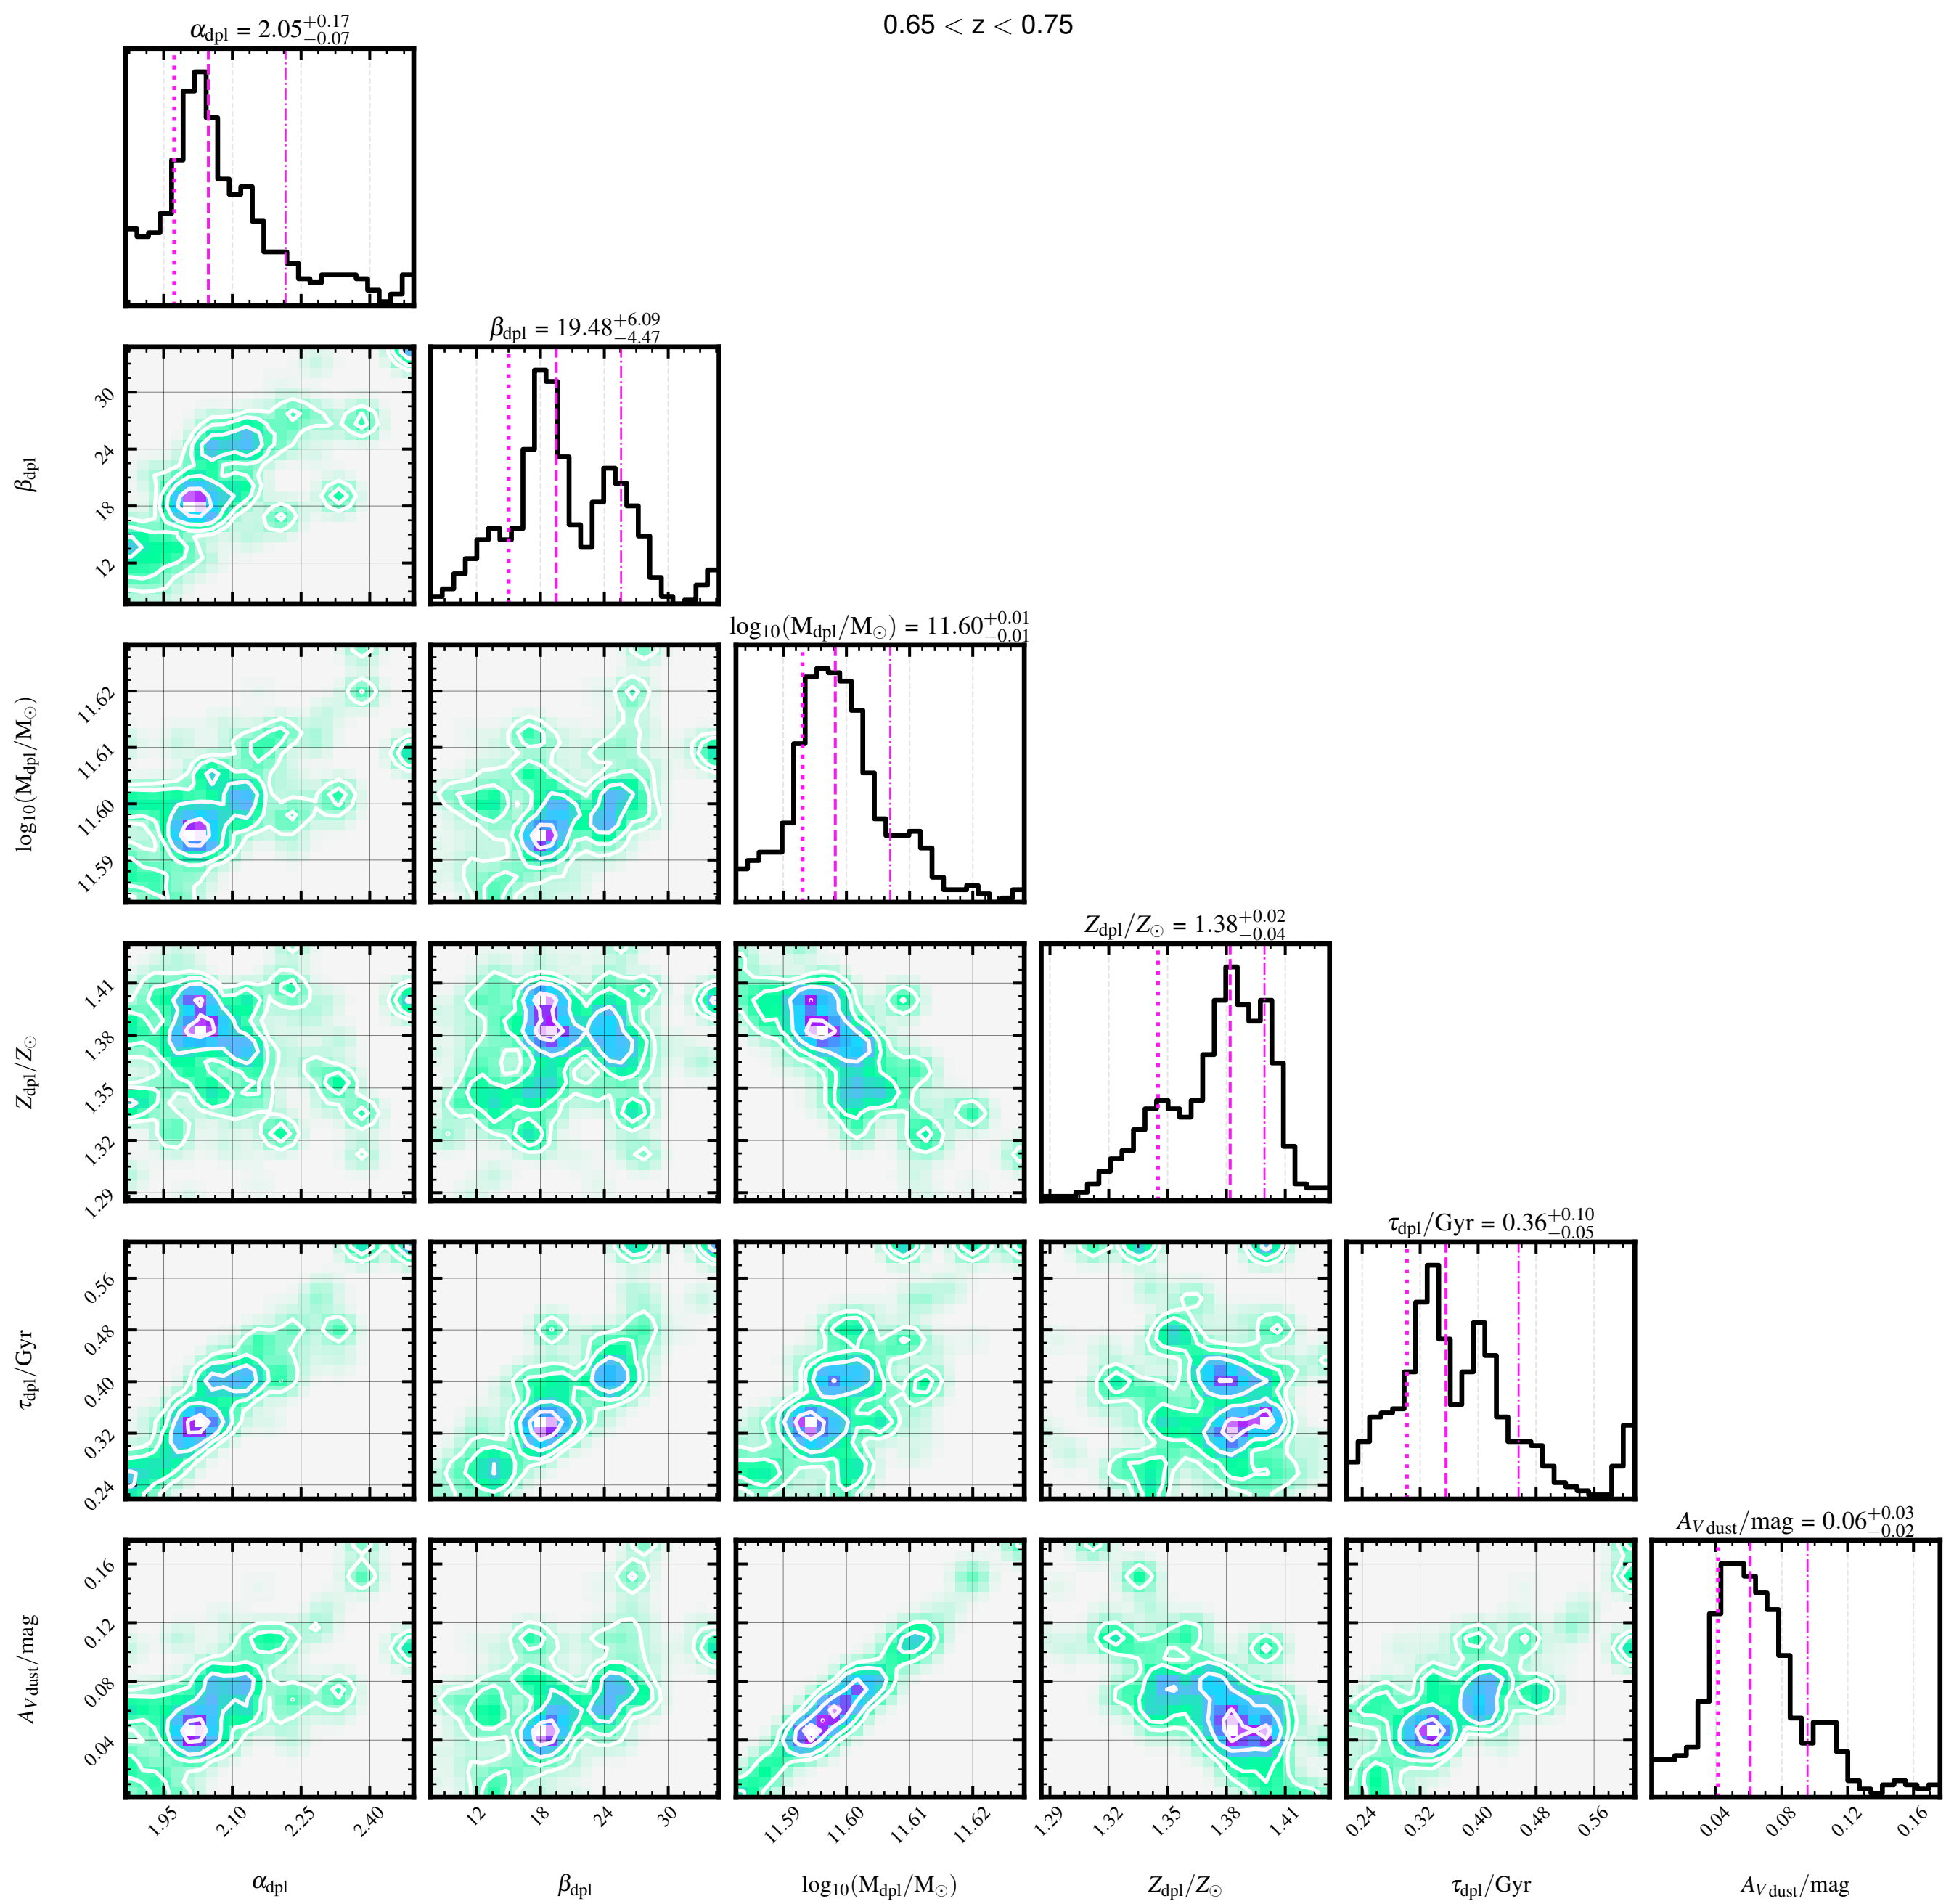 0.65 < z < 0.75
α_dpl = 2.05^{+0.17}_{−0.07}
β_dpl = 19.48^{+6.09}_{−4.47}
log₁₀(M_dpl/M_⊙) = 11.60^{+0.01}_{−0.01}
Z_dpl/Z_⊙ = 1.38^{+0.02}_{−0.04}
τ_dpl/Gyr = 0.36^{+0.10}_{−0.05}
A_{V dust}/mag = 0.06^{+0.03}_{−0.02}
β_dpl
30
24
18
12
log₁₀(M_dpl/M_⊙)
11.62
11.61
11.60
11.59
Z_dpl/Z_⊙
1.41
1.38
1.35
1.32
1.29
τ_dpl/Gyr
0.56
0.48
0.40
0.32
0.24
A_{V dust}/mag
0.16
0.12
0.08
0.04
1.95 2.10 2.25 2.40
12 18 24 30
11.59 11.60 11.61 11.62
1.29 1.32 1.35 1.38 1.41
0.24 0.32 0.40 0.48 0.56
0.04 0.08 0.12 0.16
α_dpl
β_dpl
log₁₀(M_dpl/M_⊙)
Z_dpl/Z_⊙
τ_dpl/Gyr
A_{V dust}/mag